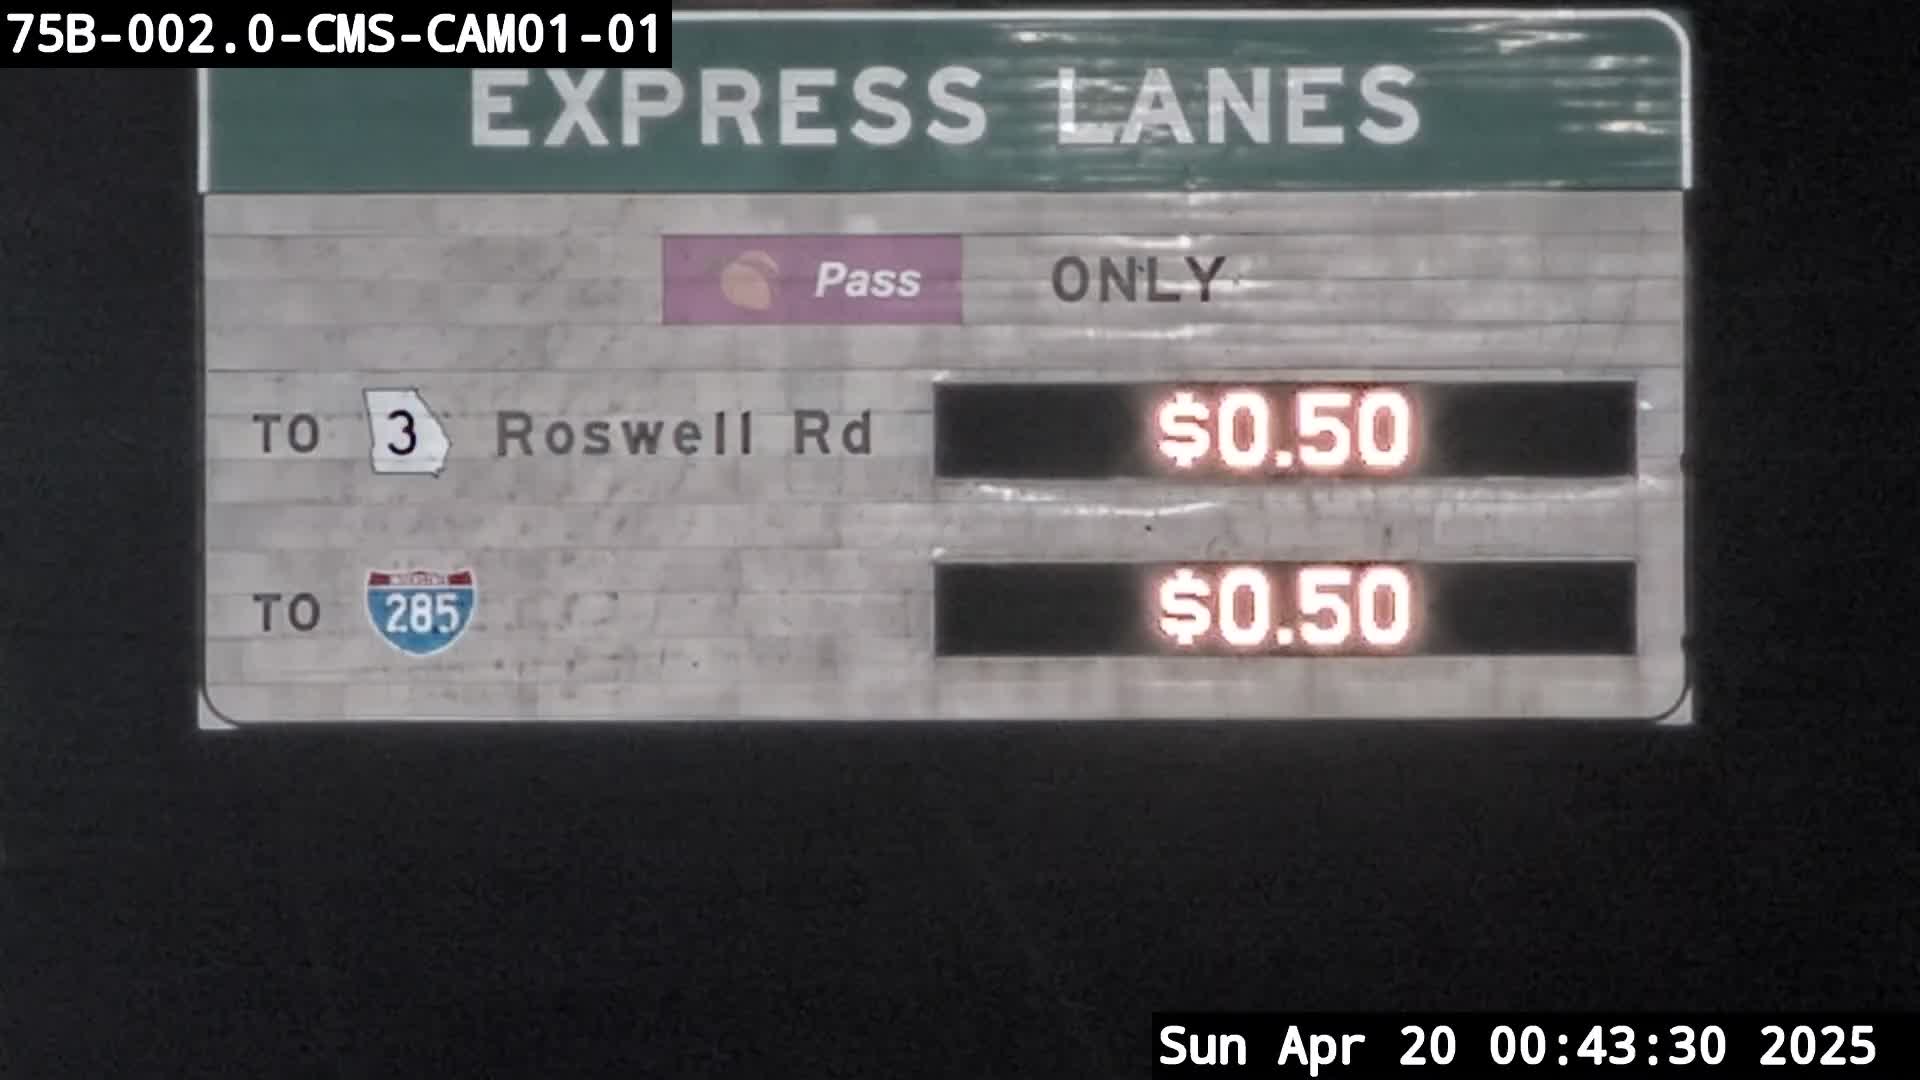 75B-002.0-CMS-CAM01-01
EXPRESS LANES
Pass ONLY
TO 3 Roswell Rd $0.50
INTERSTATE
TO 285 $0.50
Sun Apr 20 00:43:30 2025